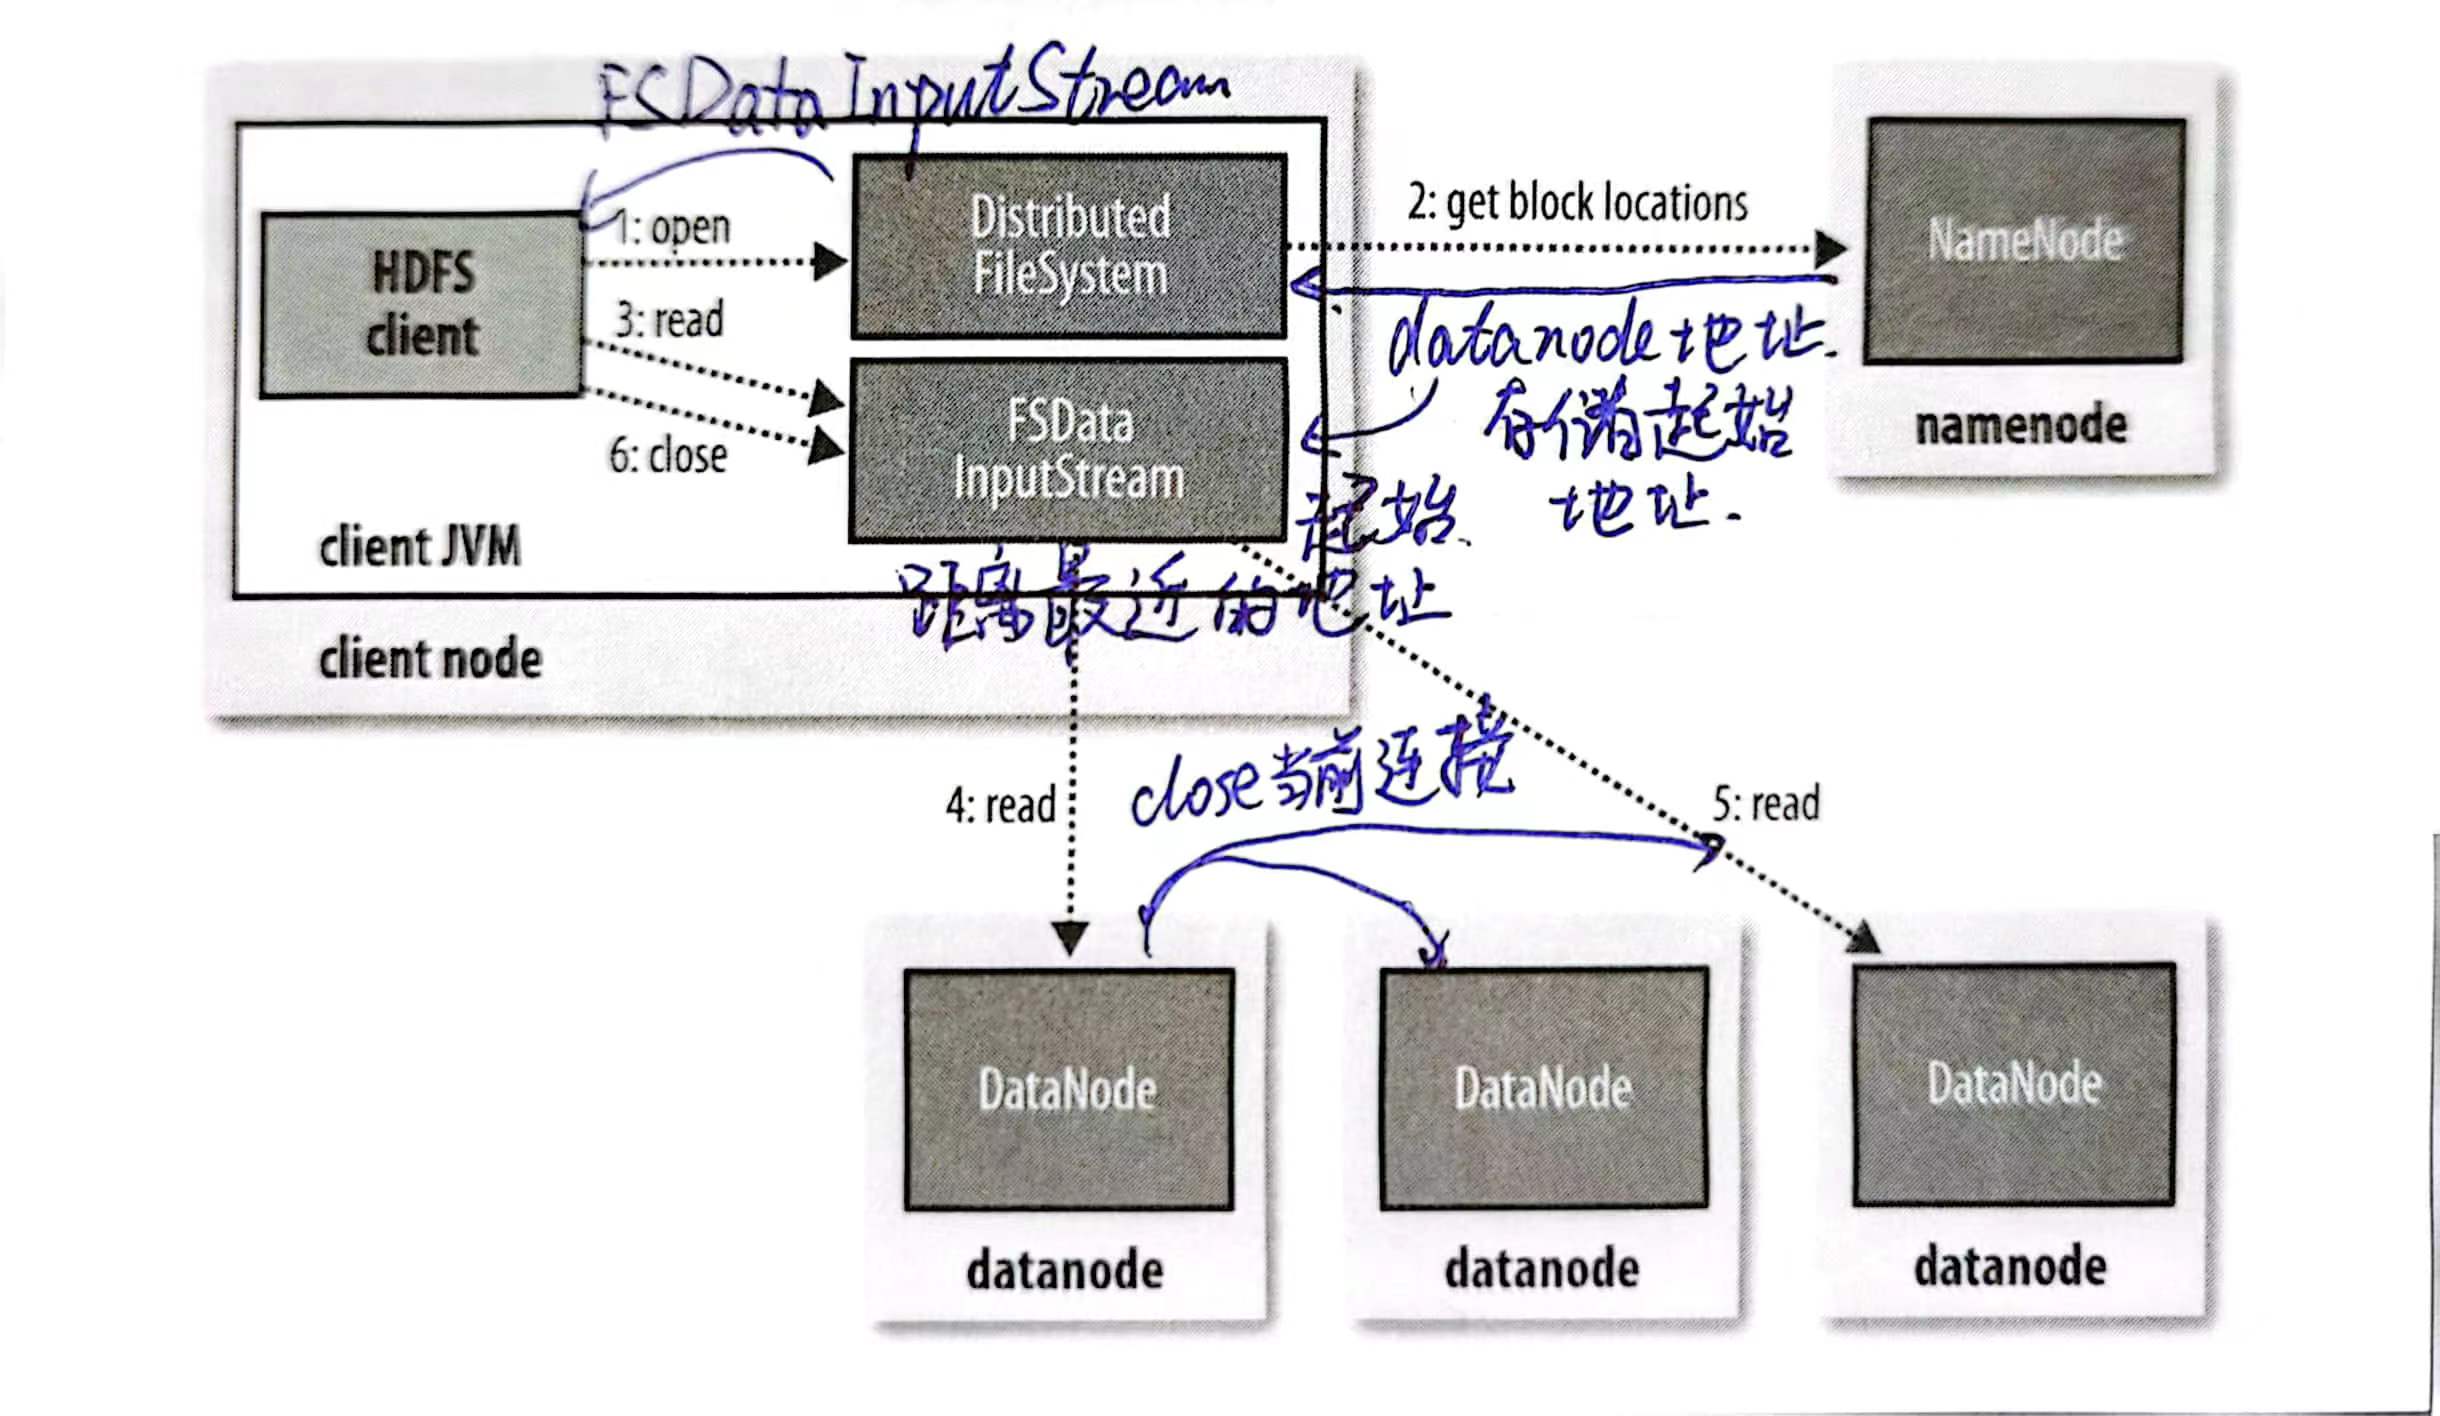 FSData InputStream
Distributed
FileSystem
2: get block locations
NameNode
namenode
1: open
HDFS
client
3: read
6: close
datanode地址.
存储起始
地址.
FSData
InputStream
起始、
距离最近的地址
client JVM
client node
close当前连接
4: read
5: read
DataNode
datanode
DataNode
datanode
DataNode
datanode